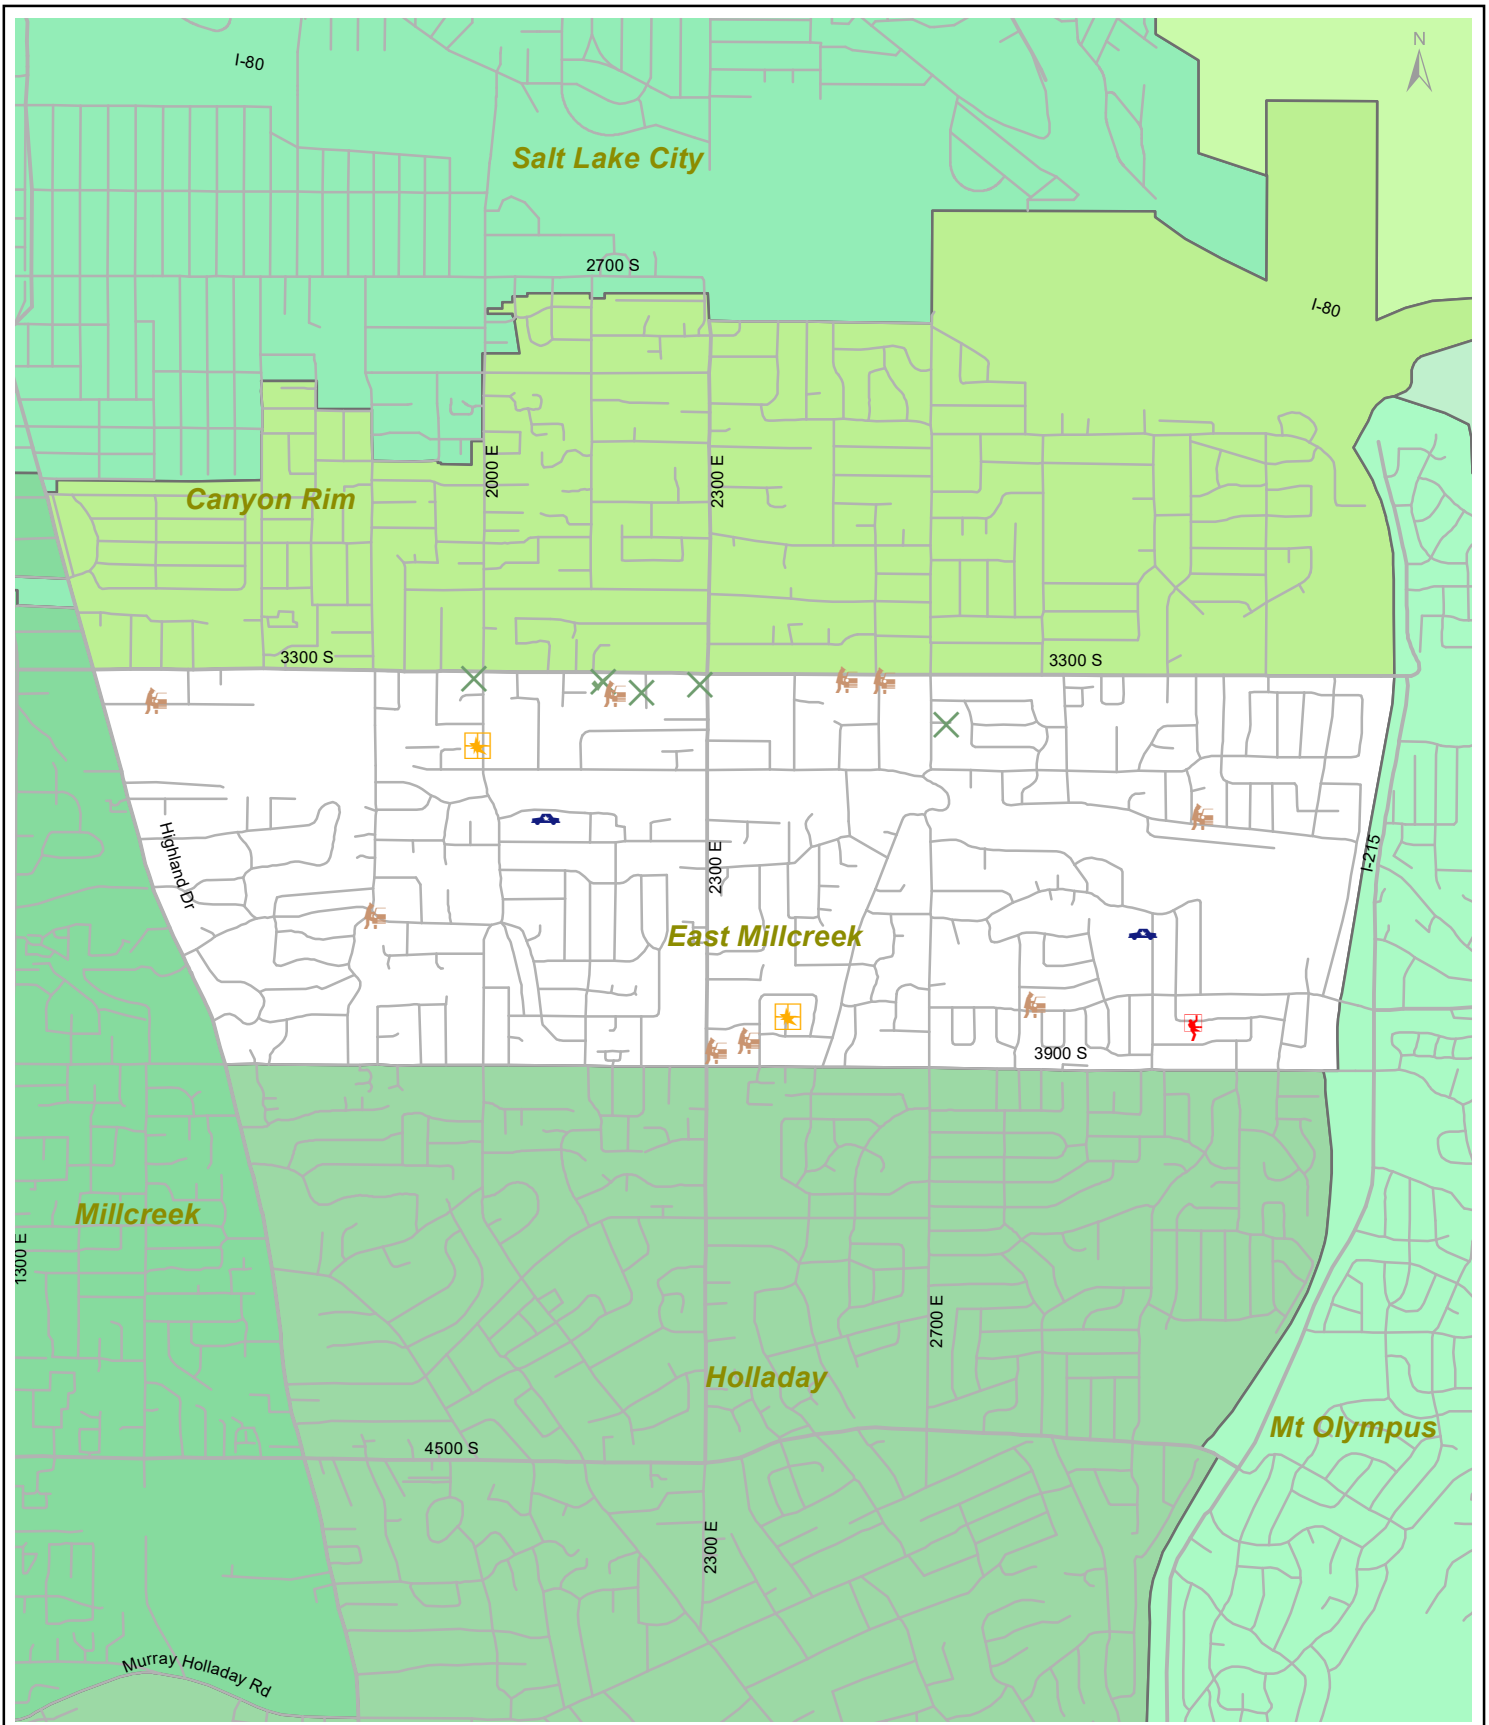 I-80
N
Salt Lake City
2700 S
I-80
2000 E
2300 E
Canyon Rim
3300 S
3300 S
Highland Dr
2300 E
I-215
East Millcreek
3900 S
Millcreek
1300 E
2700 E
Holladay
Mt Olympus
4500 S
2300 E
Murray Holladay Rd